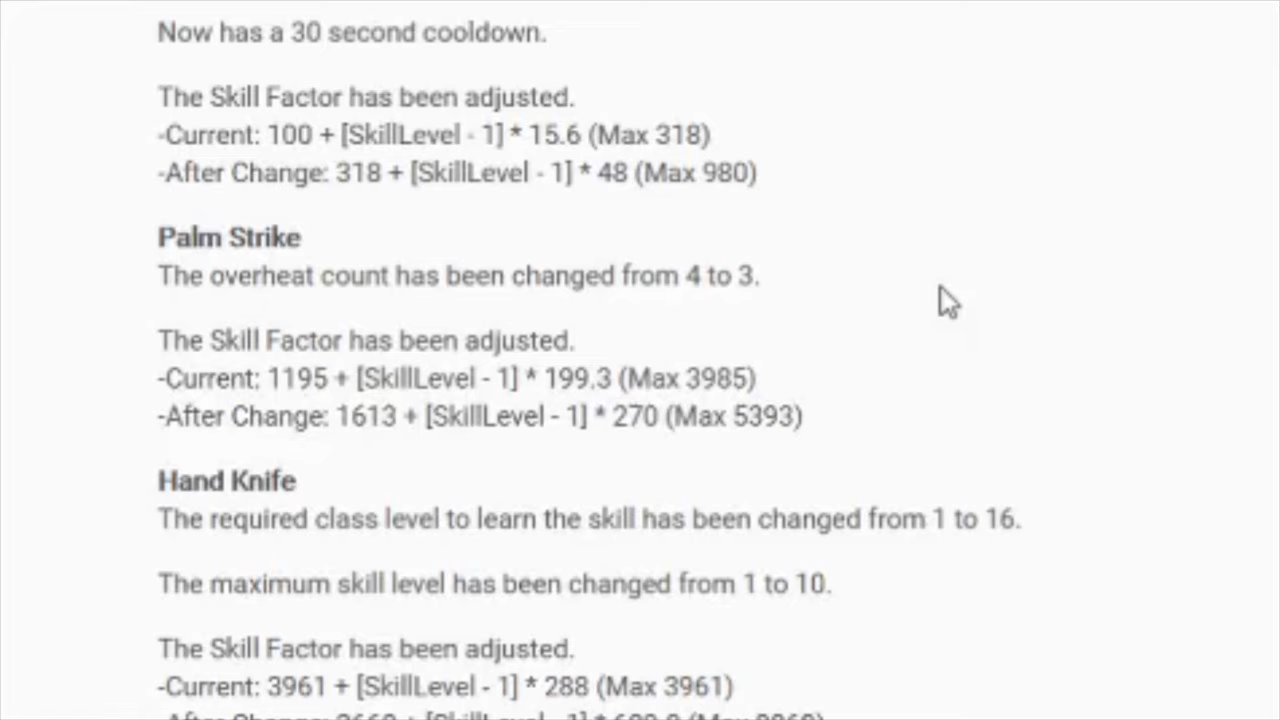 Now has a 30 second cooldown.
The Skill Factor has been adjusted.
-Current: 100 + [SkillLevel - 1] * 15.6 (Max 318)
-After Change: 318 + [SkillLevel - 1] * 48 (Max 980)
Palm Strike
The overheat count has been changed from 4 to 3.
The Skill Factor has been adjusted.
-Current: 1195 + [SkillLevel - 1] * 199.3 (Max 3985)
-After Change: 1613 + [SkillLevel - 1] * 270 (Max 5393)
Hand Knife
The required class level to learn the skill has been changed from 1 to 16.
The maximum skill level has been changed from 1 to 10.
The Skill Factor has been adjusted.
-Current: 3961 + [SkillLevel - 1] * 288 (Max 3961)
-After Change: + [SkillLevel - 1] * (Max